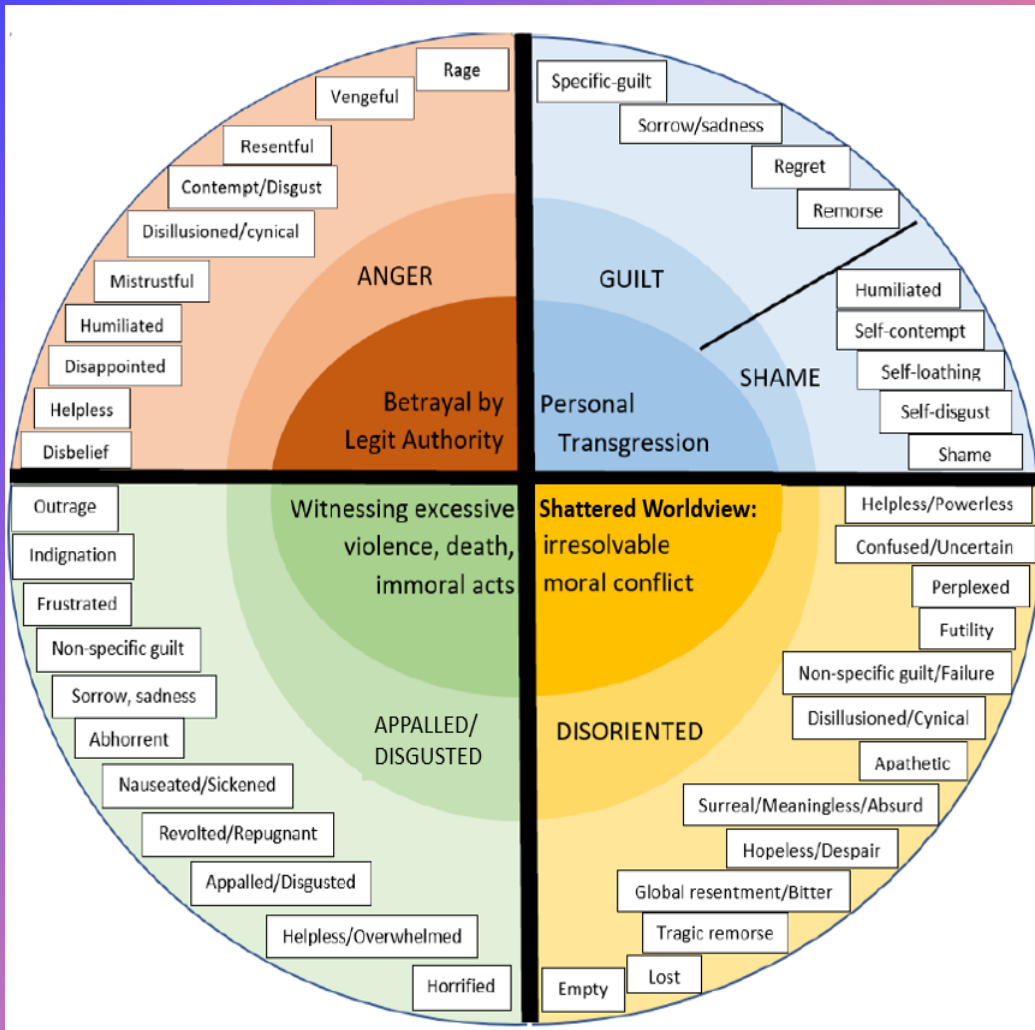 Rage
Vengeful
Resentful
Contempt/Disgust
Disillusioned/cynical
Mistrustful
Humiliated
Disappointed
Helpless
Disbelief
ANGER
Betrayal by
Legit Authority
Specific-guilt
Sorrow/sadness
Regret
Remorse
GUILT
Humiliated
Self-contempt
Self-loathing
Self-disgust
Shame
SHAME
Personal
Transgression
Outrage
Indignation
Frustrated
Non-specific guilt
Sorrow, sadness
Abhorrent
Nauseated/Sickened
Revolted/Repugnant
Appalled/Disgusted
Helpless/Overwhelmed
Horrified
Witnessing excessive
violence, death,
immoral acts
APPALLED/
DISGUSTED
Shattered Worldview:
irresolvable
moral conflict
DISORIENTED
Helpless/Powerless
Confused/Uncertain
Perplexed
Futility
Non-specific guilt/Failure
Disillusioned/Cynical
Apathetic
Surreal/Meaningless/Absurd
Hopeless/Despair
Global resentment/Bitter
Tragic remorse
Lost
Empty